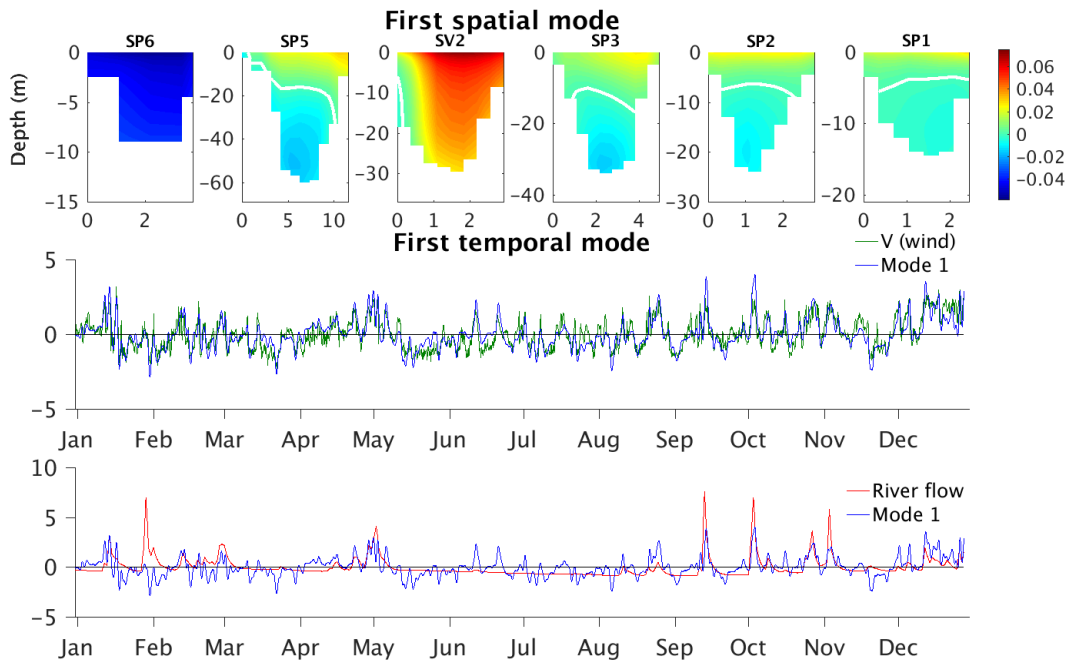 First spatial mode
SP6 SP5 SV2 SP3 SP2 SP1
Depth (m)
0 -5 -10 -15
0 2
0 -20 -40 -60
0 5 10
0 -10 -20 -30
0 1 2
0 -20 -40
0 2 4
0 -10 -20 -30
0 1 2
0 -10 -20
0 1 2
0.06
0.04
0.02
0
-0.02
-0.04
First temporal mode
V (wind)
Mode 1
5
0
-5
Jan Feb Mar Apr May Jun Jul Aug Sep Oct Nov Dec
10
5
0
-5
River flow
Mode 1
Jan Feb Mar Apr May Jun Jul Aug Sep Oct Nov Dec